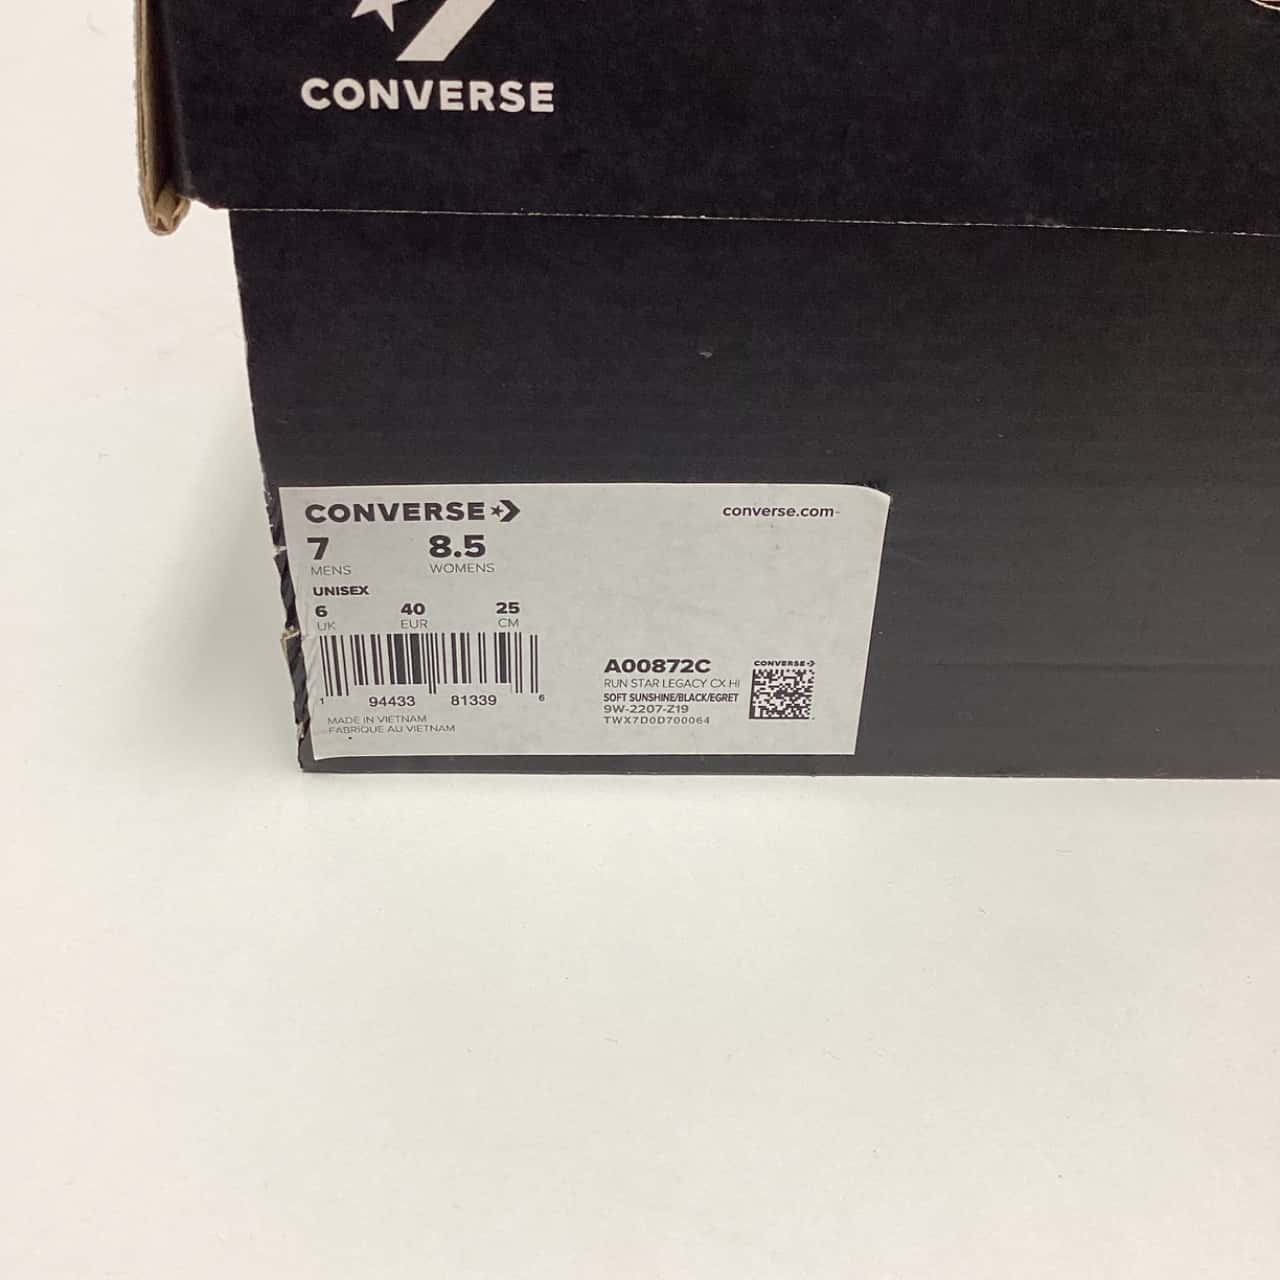 CONVERSE
CONVERSE converse.com
7 8.5
MENS WOMENS
UNISEX
6 40 25
UK EUR CM
1 94433 81339 6
MADE IN VIETNAM
FABRIQUE AU VIETNAM
CONVERSE
A00872C
RUN STAR LEGACY CX HI
SOFT SUNSHINE/BLACK/EGRET
9W-2207-Z19
TWX7D0D700064